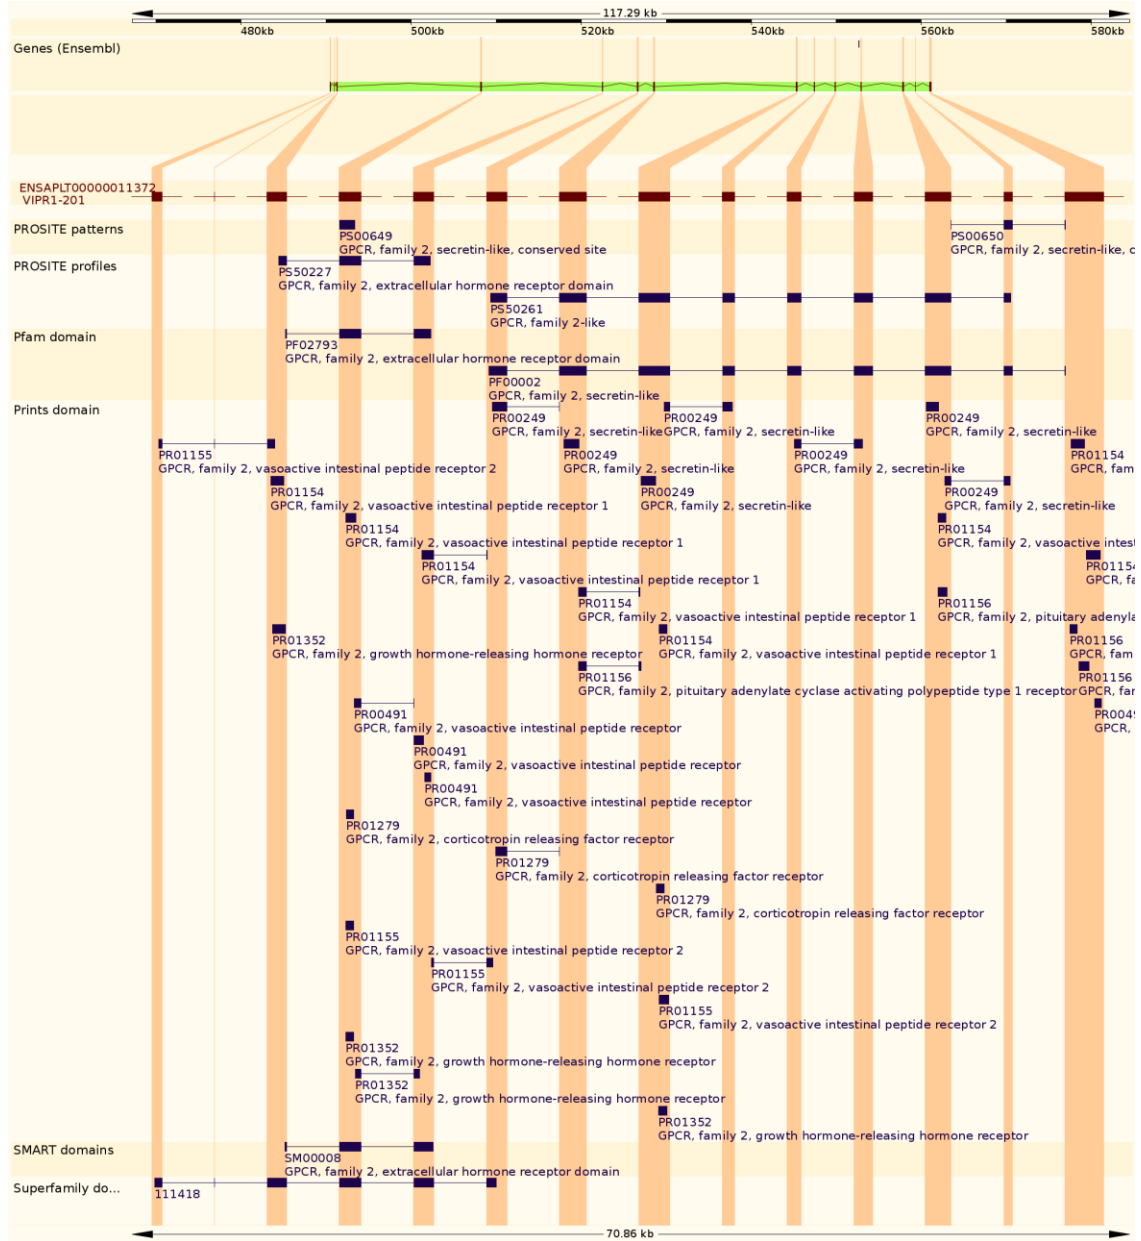 117.29 kb
480kb 500kb 520kb 540kb 560kb 580kb
Genes (Ensembl)
ENSAPLT00000011372
VIPR1-201
PROSITE patterns
PS00649 PS00650
GPCR, family 2, secretin-like, conserved site GPCR, family 2, secretin-like, c
PROSITE profiles
PS50227
GPCR, family 2, extracellular hormone receptor domain
PS50261
GPCR, family 2-like
Pfam domain
PF02793
GPCR, family 2, extracellular hormone receptor domain
PF00002
GPCR, family 2, secretin-like
Prints domain
PR00249 PR00249 PR00249
GPCR, family 2, secretin-like GPCR, family 2, secretin-like GPCR, family 2, secretin-like
PR01155 PR00249 PR00249 PR01154
GPCR, family 2, vasoactive intestinal peptide receptor 2 GPCR, family 2, secretin-like GPCR, family 2, secretin-like GPCR, fam
PR01154 PR00249 PR00249
GPCR, family 2, vasoactive intestinal peptide receptor 1 GPCR, family 2, secretin-like GPCR, family 2, secretin-like
PR01154 PR01154
GPCR, family 2, vasoactive intestinal peptide receptor 1 GPCR, family 2, vasoactive intest
PR01154 PR01154
GPCR, family 2, vasoactive intestinal peptide receptor 1 GPCR, fa
PR01154 PR01156
GPCR, family 2, vasoactive intestinal peptide receptor 1 GPCR, family 2, pituitary adenyla
PR01352 PR01154 PR01156
GPCR, family 2, growth hormone-releasing hormone receptor GPCR, family 2, vasoactive intestinal peptide receptor 1 GPCR, fam
PR01156 PR01156
GPCR, family 2, pituitary adenylate cyclase activating polypeptide type 1 receptor GPCR, fam
PR00491 PR0049
GPCR, family 2, vasoactive intestinal peptide receptor GPCR,
PR00491
GPCR, family 2, vasoactive intestinal peptide receptor
PR00491
GPCR, family 2, vasoactive intestinal peptide receptor
PR01279
GPCR, family 2, corticotropin releasing factor receptor
PR01279
GPCR, family 2, corticotropin releasing factor receptor
PR01279
GPCR, family 2, corticotropin releasing factor receptor
PR01155
GPCR, family 2, vasoactive intestinal peptide receptor 2
PR01155
GPCR, family 2, vasoactive intestinal peptide receptor 2
PR01155
GPCR, family 2, vasoactive intestinal peptide receptor 2
PR01352
GPCR, family 2, growth hormone-releasing hormone receptor
PR01352
GPCR, family 2, growth hormone-releasing hormone receptor
PR01352
GPCR, family 2, growth hormone-releasing hormone receptor
SMART domains
SM00008
GPCR, family 2, extracellular hormone receptor domain
Superfamily do...
111418
70.86 kb